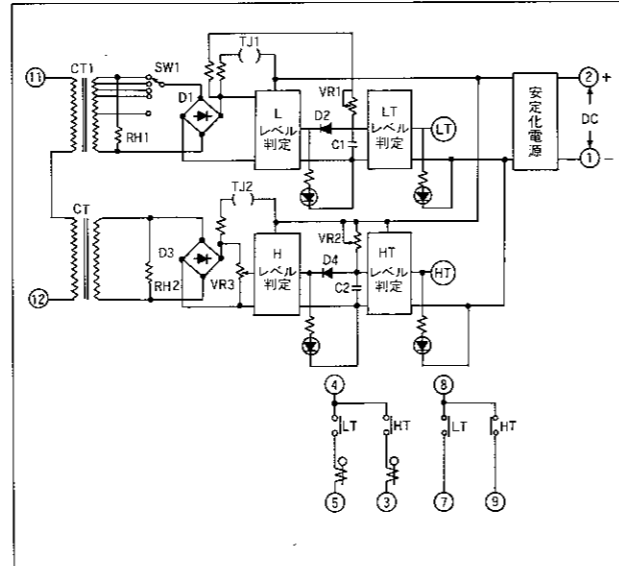 TJ1
CT1
SW1
11
2
+
D1
VR1
L
レベル
判定
D2
LT
レベル
判定
LT
安定化電源
DC
RH1
C1
1
−
TJ2
CT
VR2
D3
H
レベル
判定
D4
HT
レベル
判定
HT
RH2
VR3
C2
12
4
8
LT
HT
LT
HT
5
3
7
9